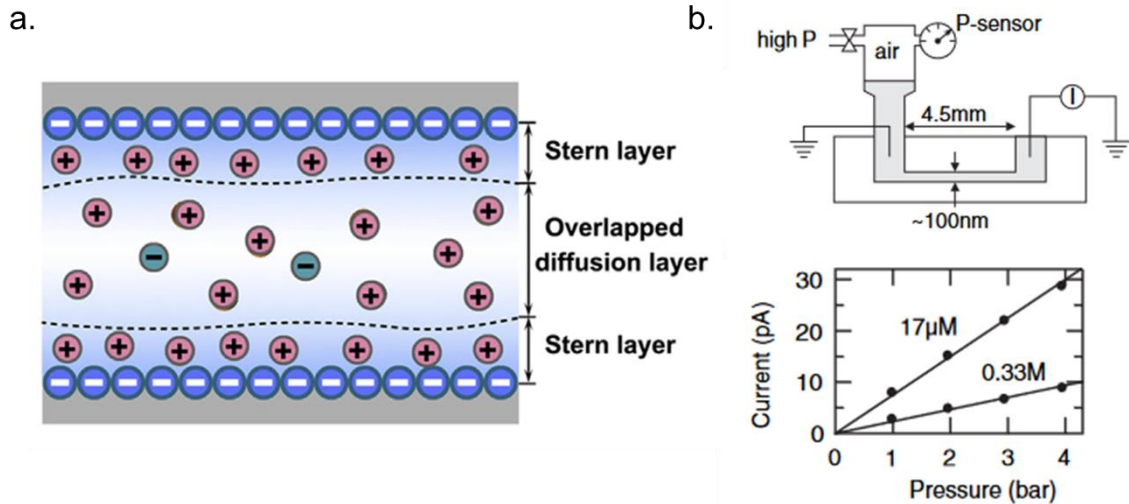 a.
Stern layer
Overlapped
diffusion layer
Stern layer
b.
high P
air
P-sensor
I
4.5mm
~100nm
Current (pA)
30
20
10
0
17µM
0.33M
0 1 2 3 4
Pressure (bar)